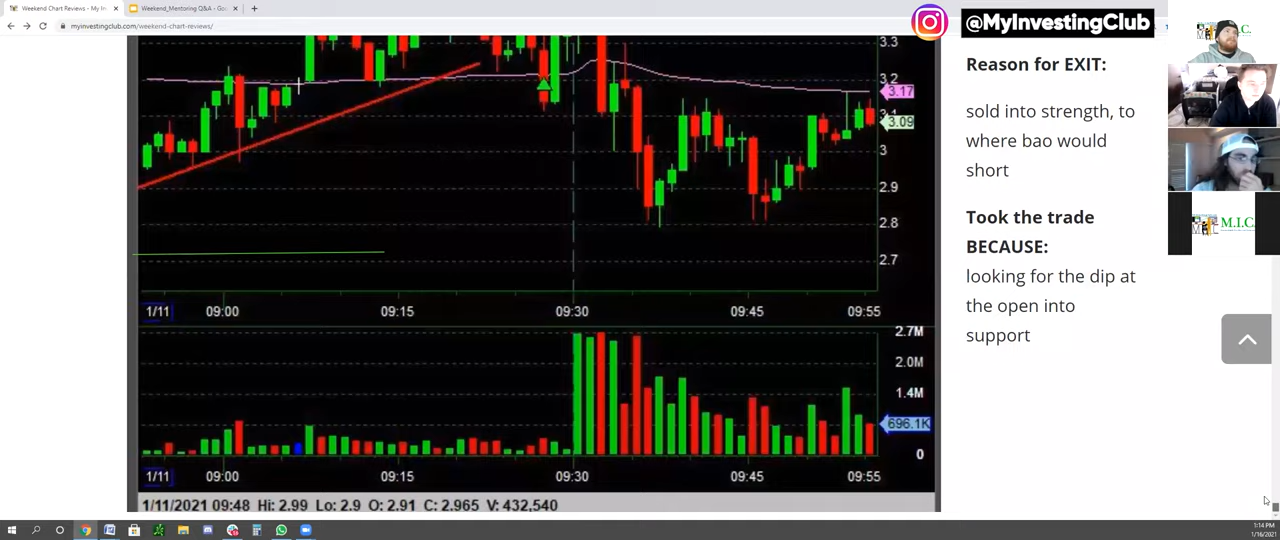 Weekend Chart Reviews - My In
Weekend_Mentoring Q&A - Goo
myinvestingclub.com/weekend-chart-reviews/
@MyInvestingClub
M.I.C.
Reason for EXIT:
sold into strength, to
where bao would
short
Took the trade
BECAUSE:
looking for the dip at
the open into
support
M.I.C.
3.3
3.2
3.17
3.1
3.09
3
2.9
2.8
2.7
1/11 09:00 09:15 09:30 09:45 09:55
2.7M
2.0M
1.4M
696.1K
0
1/11 09:00 09:15 09:30 09:45 09:55
1/11/2021 09:48 Hi: 2.99 Lo: 2.9 O: 2.91 C: 2.965 V: 432,540
1:14 PM
1/16/2021